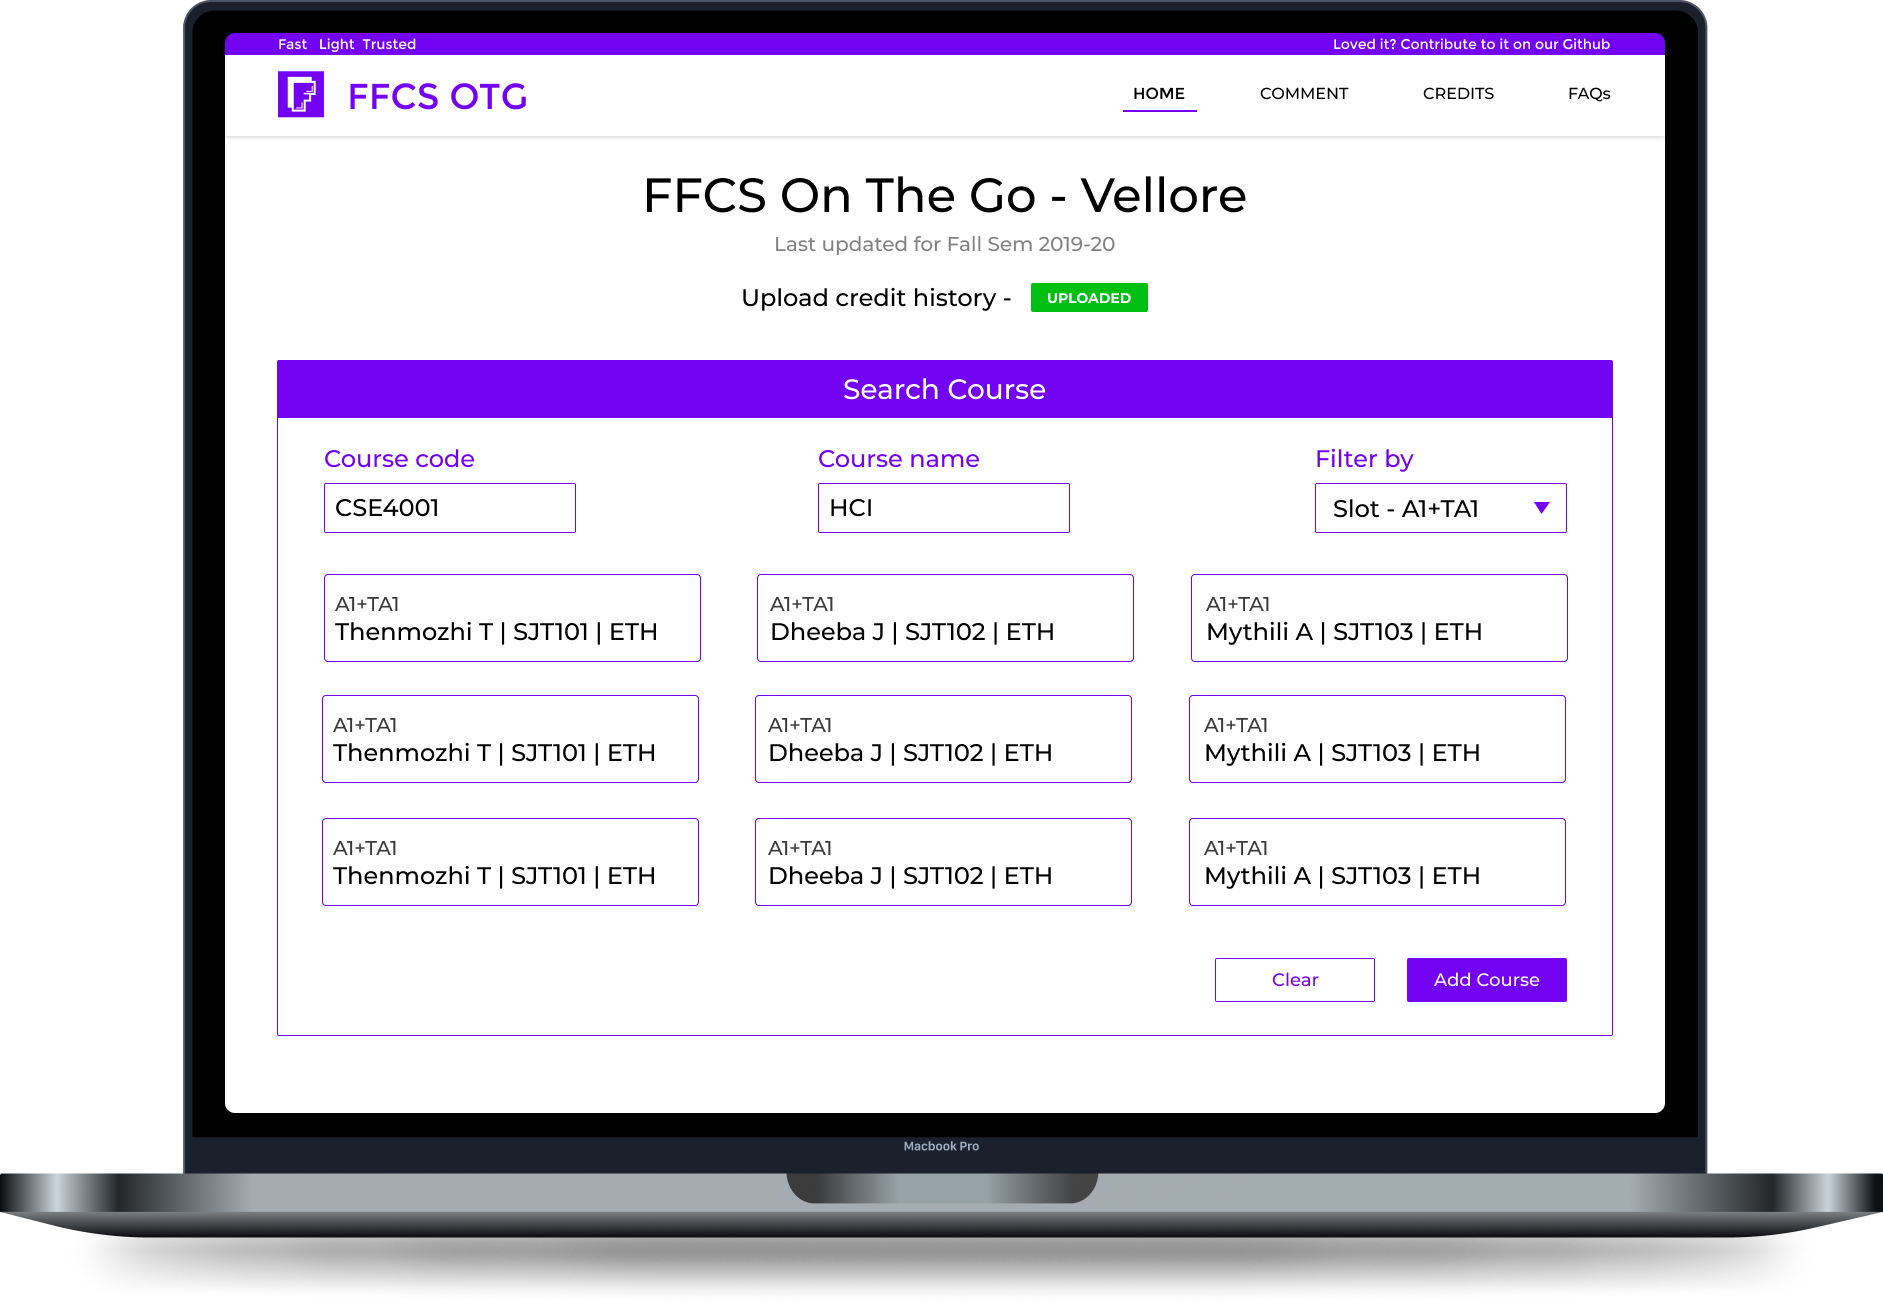 Fast Light Trusted
Loved it? Contribute to it on our Github
FFCS OTG
HOME
COMMENT
CREDITS
FAQs
FFCS On The Go - Vellore
Last updated for Fall Sem 2019-20
Upload credit history -
UPLOADED
Search Course
Course code
Course name
Filter by
CSE4001
HCI
Slot - A1+TA1
A1+TA1
Thenmozhi T | SJT101 | ETH
A1+TA1
Dheeba J | SJT102 | ETH
A1+TA1
Mythili A | SJT103 | ETH
A1+TA1
Thenmozhi T | SJT101 | ETH
A1+TA1
Dheeba J | SJT102 | ETH
A1+TA1
Mythili A | SJT103 | ETH
A1+TA1
Thenmozhi T | SJT101 | ETH
A1+TA1
Dheeba J | SJT102 | ETH
A1+TA1
Mythili A | SJT103 | ETH
Clear
Add Course
Macbook Pro